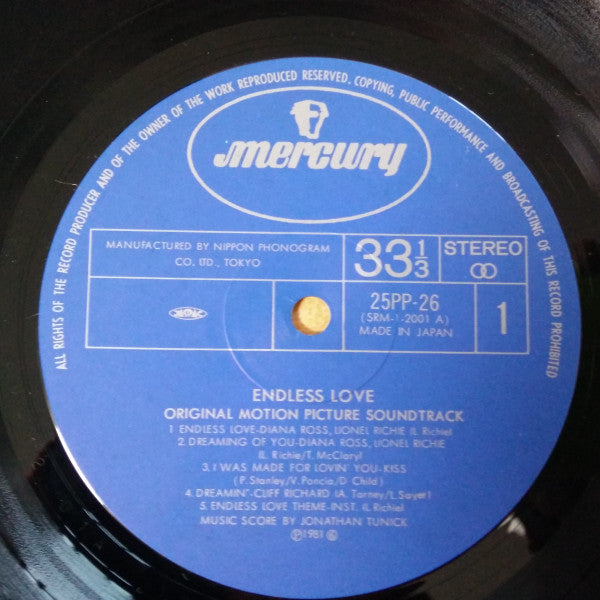 ALL RIGHTS OF THE RECORD PRODUCER AND OF THE OWNER OF THE WORK REPRODUCED RESERVED. COPYING, PUBLIC PERFORMANCE AND BROADCASTING OF THIS RECORD PROHIBITED
mercury
MANUFACTURED BY NIPPON PHONOGRAM
CO., LTD., TOKYO
33 1/3
STEREO
25PP-26
(SRM-1-2001 A)
MADE IN JAPAN
1
ENDLESS LOVE
ORIGINAL MOTION PICTURE SOUNDTRACK
1 ENDLESS LOVE-DIANA ROSS, LIONEL RICHIE (L Richie)
2. DREAMING OF YOU-DIANA ROSS, LIONEL RICHIE
(L. Richie/T. McClary)
3. I WAS MADE FOR LOVIN' YOU-KISS
(P. Stanley/V. Poncia/D Child)
4. DREAMIN'-CLIFF RICHARD (A. Tarney/L. Sayer)
5. ENDLESS LOVE THEME-INST. (L Richie)
MUSIC SCORE BY JONATHAN TUNICK
Ⓟ1981